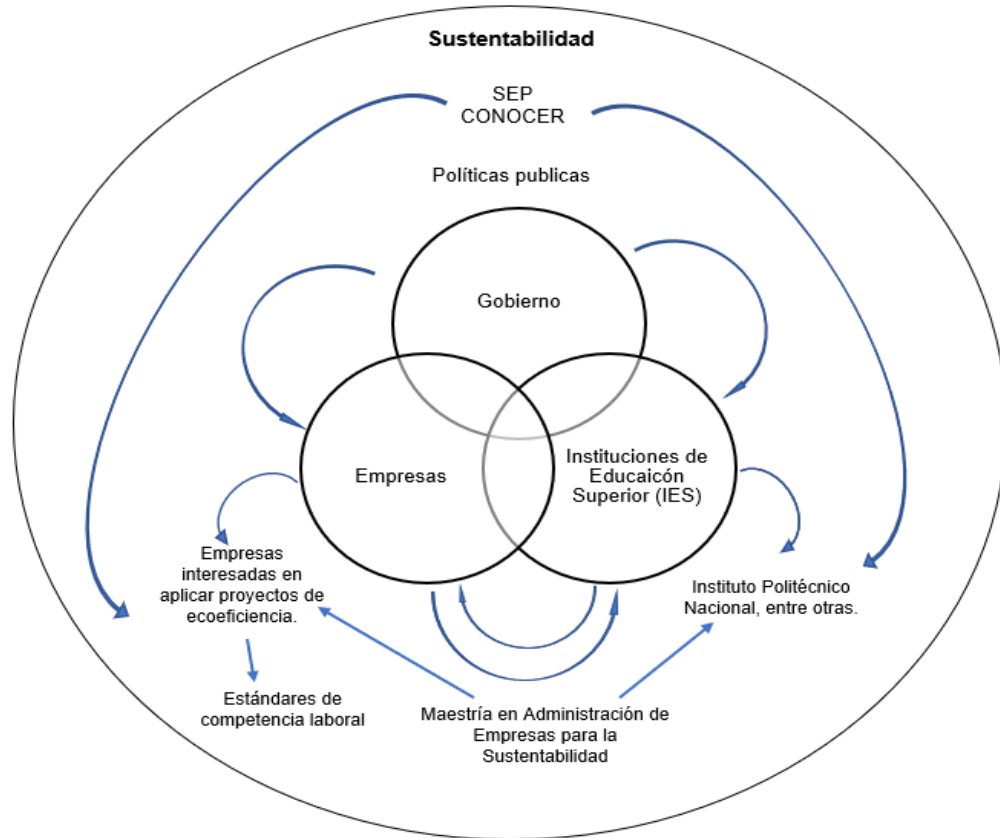 Sustentabilidad
SEP
CONOCER
Políticas publicas
Gobierno
Empresas
Instituciones de
Educaicón
Superior (IES)
Empresas
interesadas en
aplicar proyectos de
ecoeficiencia.
Instituto Politécnico
Nacional, entre otras.
Estándares de
competencia laboral
Maestría en Administración de
Empresas para la
Sustentabilidad